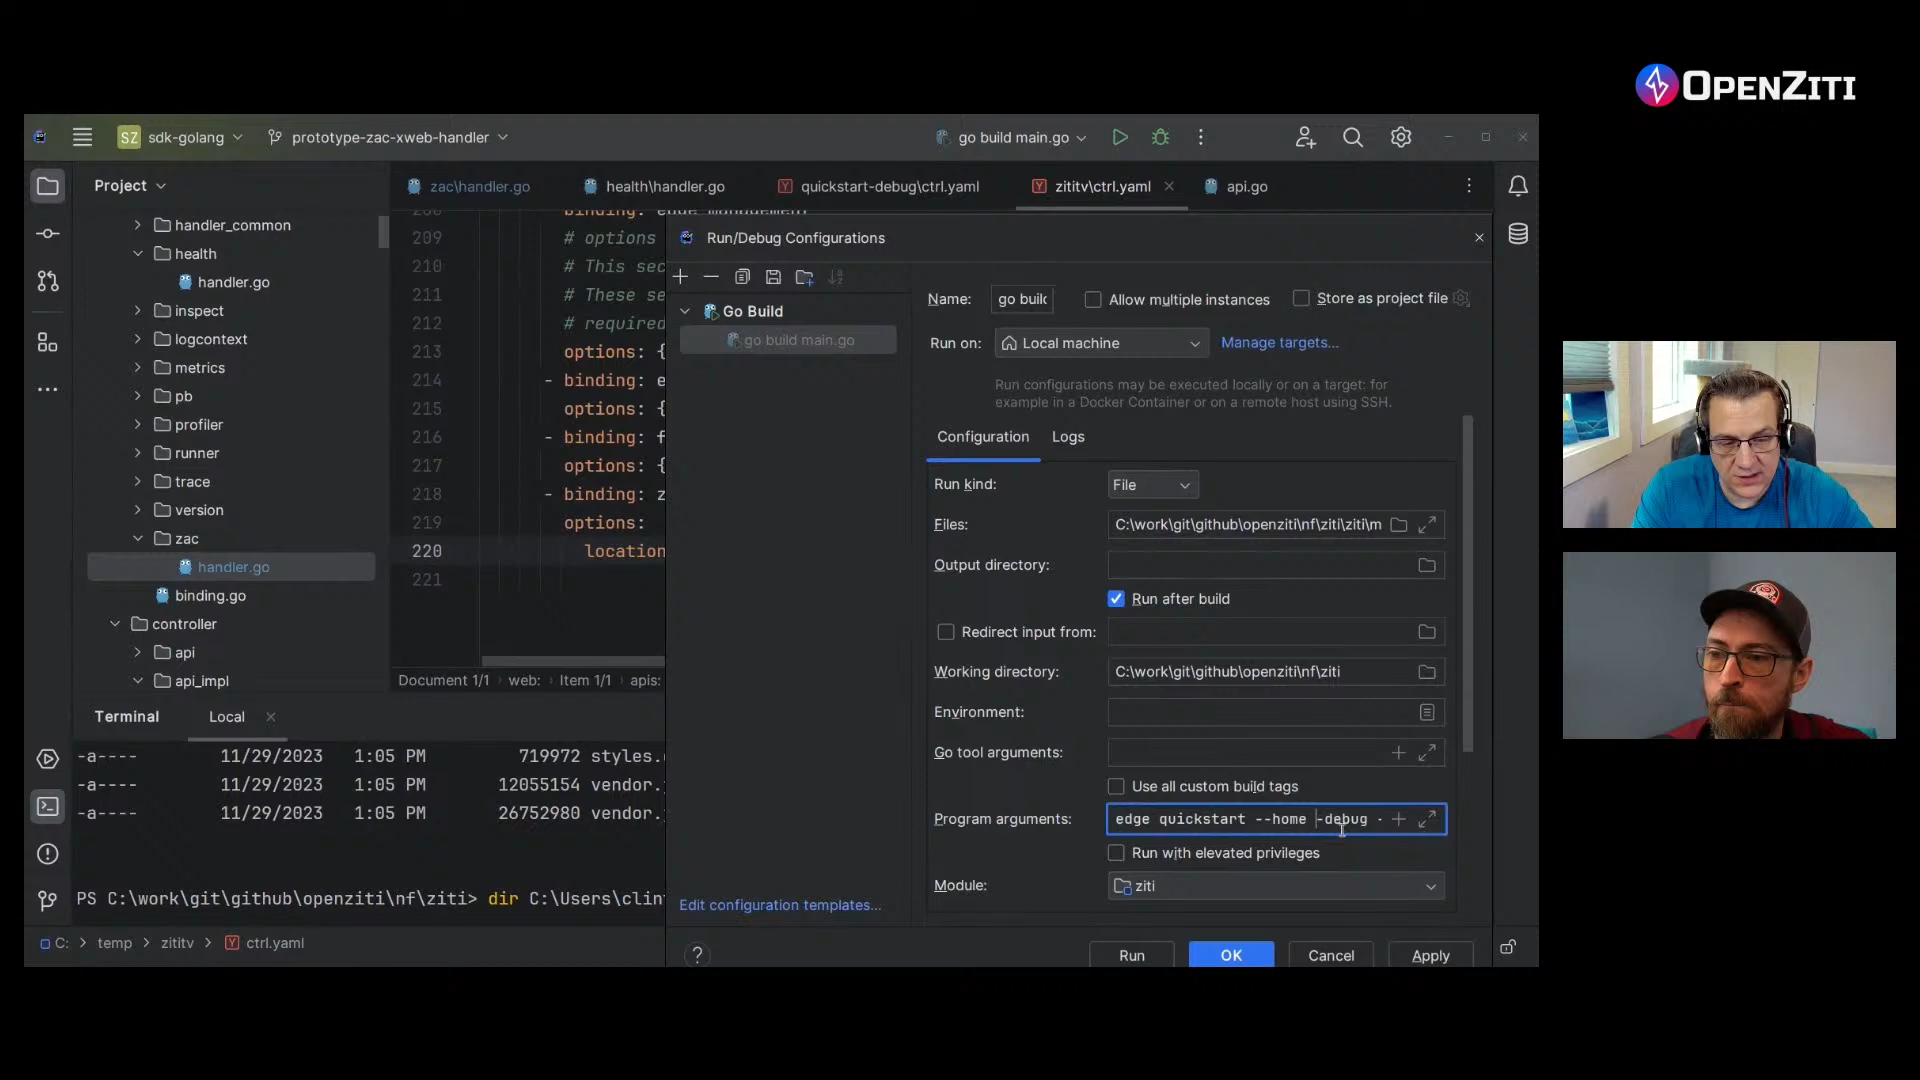 OPENZITI
SZ sdk-golang
prototype-zac-xweb-handler
go build main.go
Project
zac\handler.go
health\handler.go
quickstart-debug\ctrl.yaml
zititv\ctrl.yaml
api.go
handler_common
health
handler.go
inspect
logcontext
metrics
pb
profiler
runner
trace
version
zac
handler.go
binding.go
controller
api
api_impl
209 # options
210 # This sec
211 # These se
212 # required
213 options: {
214 - binding: e
215 options: {
216 - binding: f
217 options: {
218 - binding: z
219 options:
220 location
221
Document 1/1 › web: › Item 1/1 › apis:
Run/Debug Configurations
Go Build
go build main.go
Edit configuration templates...
Name: go build
Allow multiple instances
Store as project file
Run on: Local machine
Manage targets...
Run configurations may be executed locally or on a target: for
example in a Docker Container or on a remote host using SSH.
Configuration
Logs
Run kind: File
Files: C:\work\git\github\openziti\nf\ziti\ziti\m
Output directory:
Run after build
Redirect input from:
Working directory: C:\work\git\github\openziti\nf\ziti
Environment:
Go tool arguments:
Use all custom build tags
Program arguments: edge quickstart --home -debug -
Run with elevated privileges
Module: ziti
? Run OK Cancel Apply
Terminal
Local
-a---- 11/29/2023 1:05 PM 719972 styles.
-a---- 11/29/2023 1:05 PM 12055154 vendor.
-a---- 11/29/2023 1:05 PM 26752980 vendor.
PS C:\work\git\github\openziti\nf\ziti> dir C:\Users\clin
C: › temp › zititv › ctrl.yaml